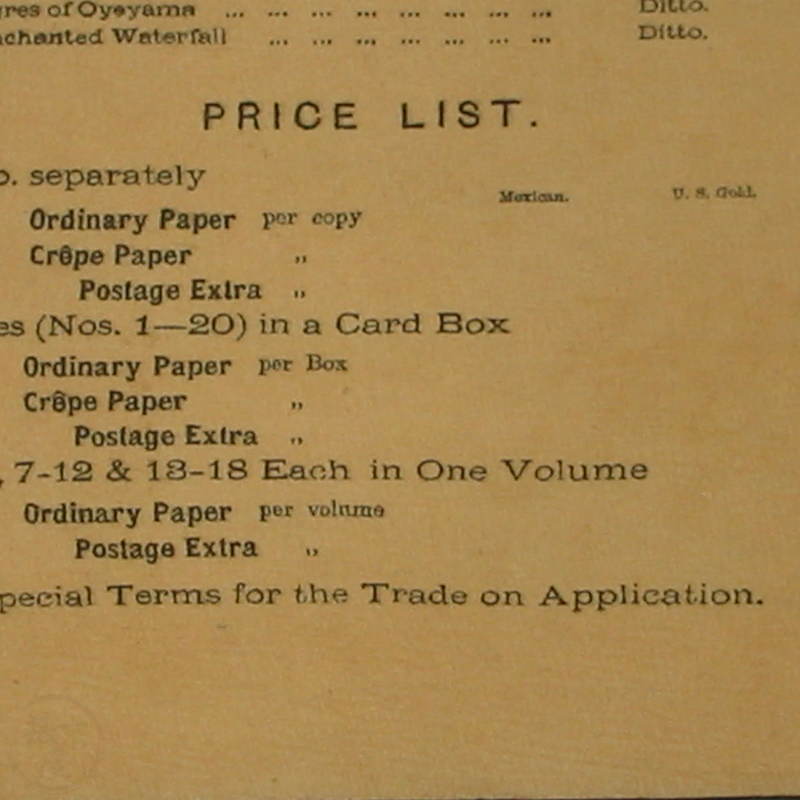 gres of Oyeyama ... ... ... ... ... ... ... ... Ditto.
nchanted Waterfall ... ... ... ... ... ... ... Ditto.
PRICE LIST.
o. separately
Mexican. U. S. Gold.
Ordinary Paper per copy
Crêpe Paper „
Postage Extra „
es (Nos. 1—20) in a Card Box
Ordinary Paper per Box
Crêpe Paper „
Postage Extra „
, 7-12 & 13-18 Each in One Volume
Ordinary Paper per volume
Postage Extra „
pecial Terms for the Trade on Application.